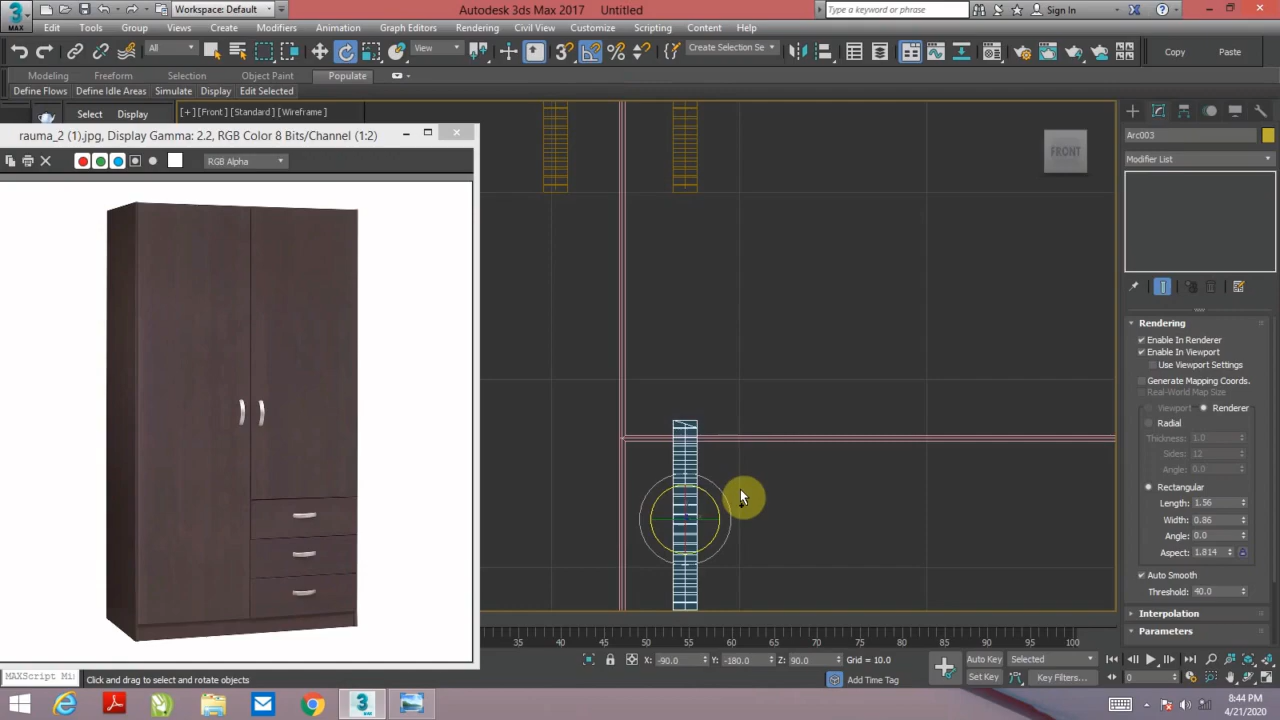 MAX
Workspace: Default
Autodesk 3ds Max 2017 Untitled
Type a keyword or phrase
Sign In
Edit Tools Group Views Create Modifiers Animation Graph Editors Rendering Civil View Customize Scripting Content Help
All
View
Create Selection Se
Copy
Paste
Modeling Freeform Selection Object Paint Populate
Define Flows Define Idle Areas Simulate Display Edit Selected
Select Display
[+] [Front] [Standard] [Wireframe]
rauma_2 (1).jpg, Display Gamma: 2.2, RGB Color 8 Bits/Channel (1:2)
RGB Alpha
FRONT
Arc003
Modifier List
Rendering
Enable In Renderer
Enable In Viewport
Use Viewport Settings
Generate Mapping Coords.
Real-World Map Size
Viewport Renderer
Radial
Thickness: 1.0
Sides: 12
Angle: 0.0
Rectangular
Length: 1.56
Width: 0.86
Angle: 0.0
Aspect: 1.814
Auto Smooth
Threshold: 40.0
Interpolation
Parameters
35 40 45 50 55 60 65 70 75 80 85 90 95 100
X: -90.0 Y: -180.0 Z: 90.0 Grid = 10.0
Auto Key Selected
Set Key Key Filters...
0
MAXScript Mi
Click and drag to select and rotate objects
Add Time Tag
8:44 PM
4/21/2020